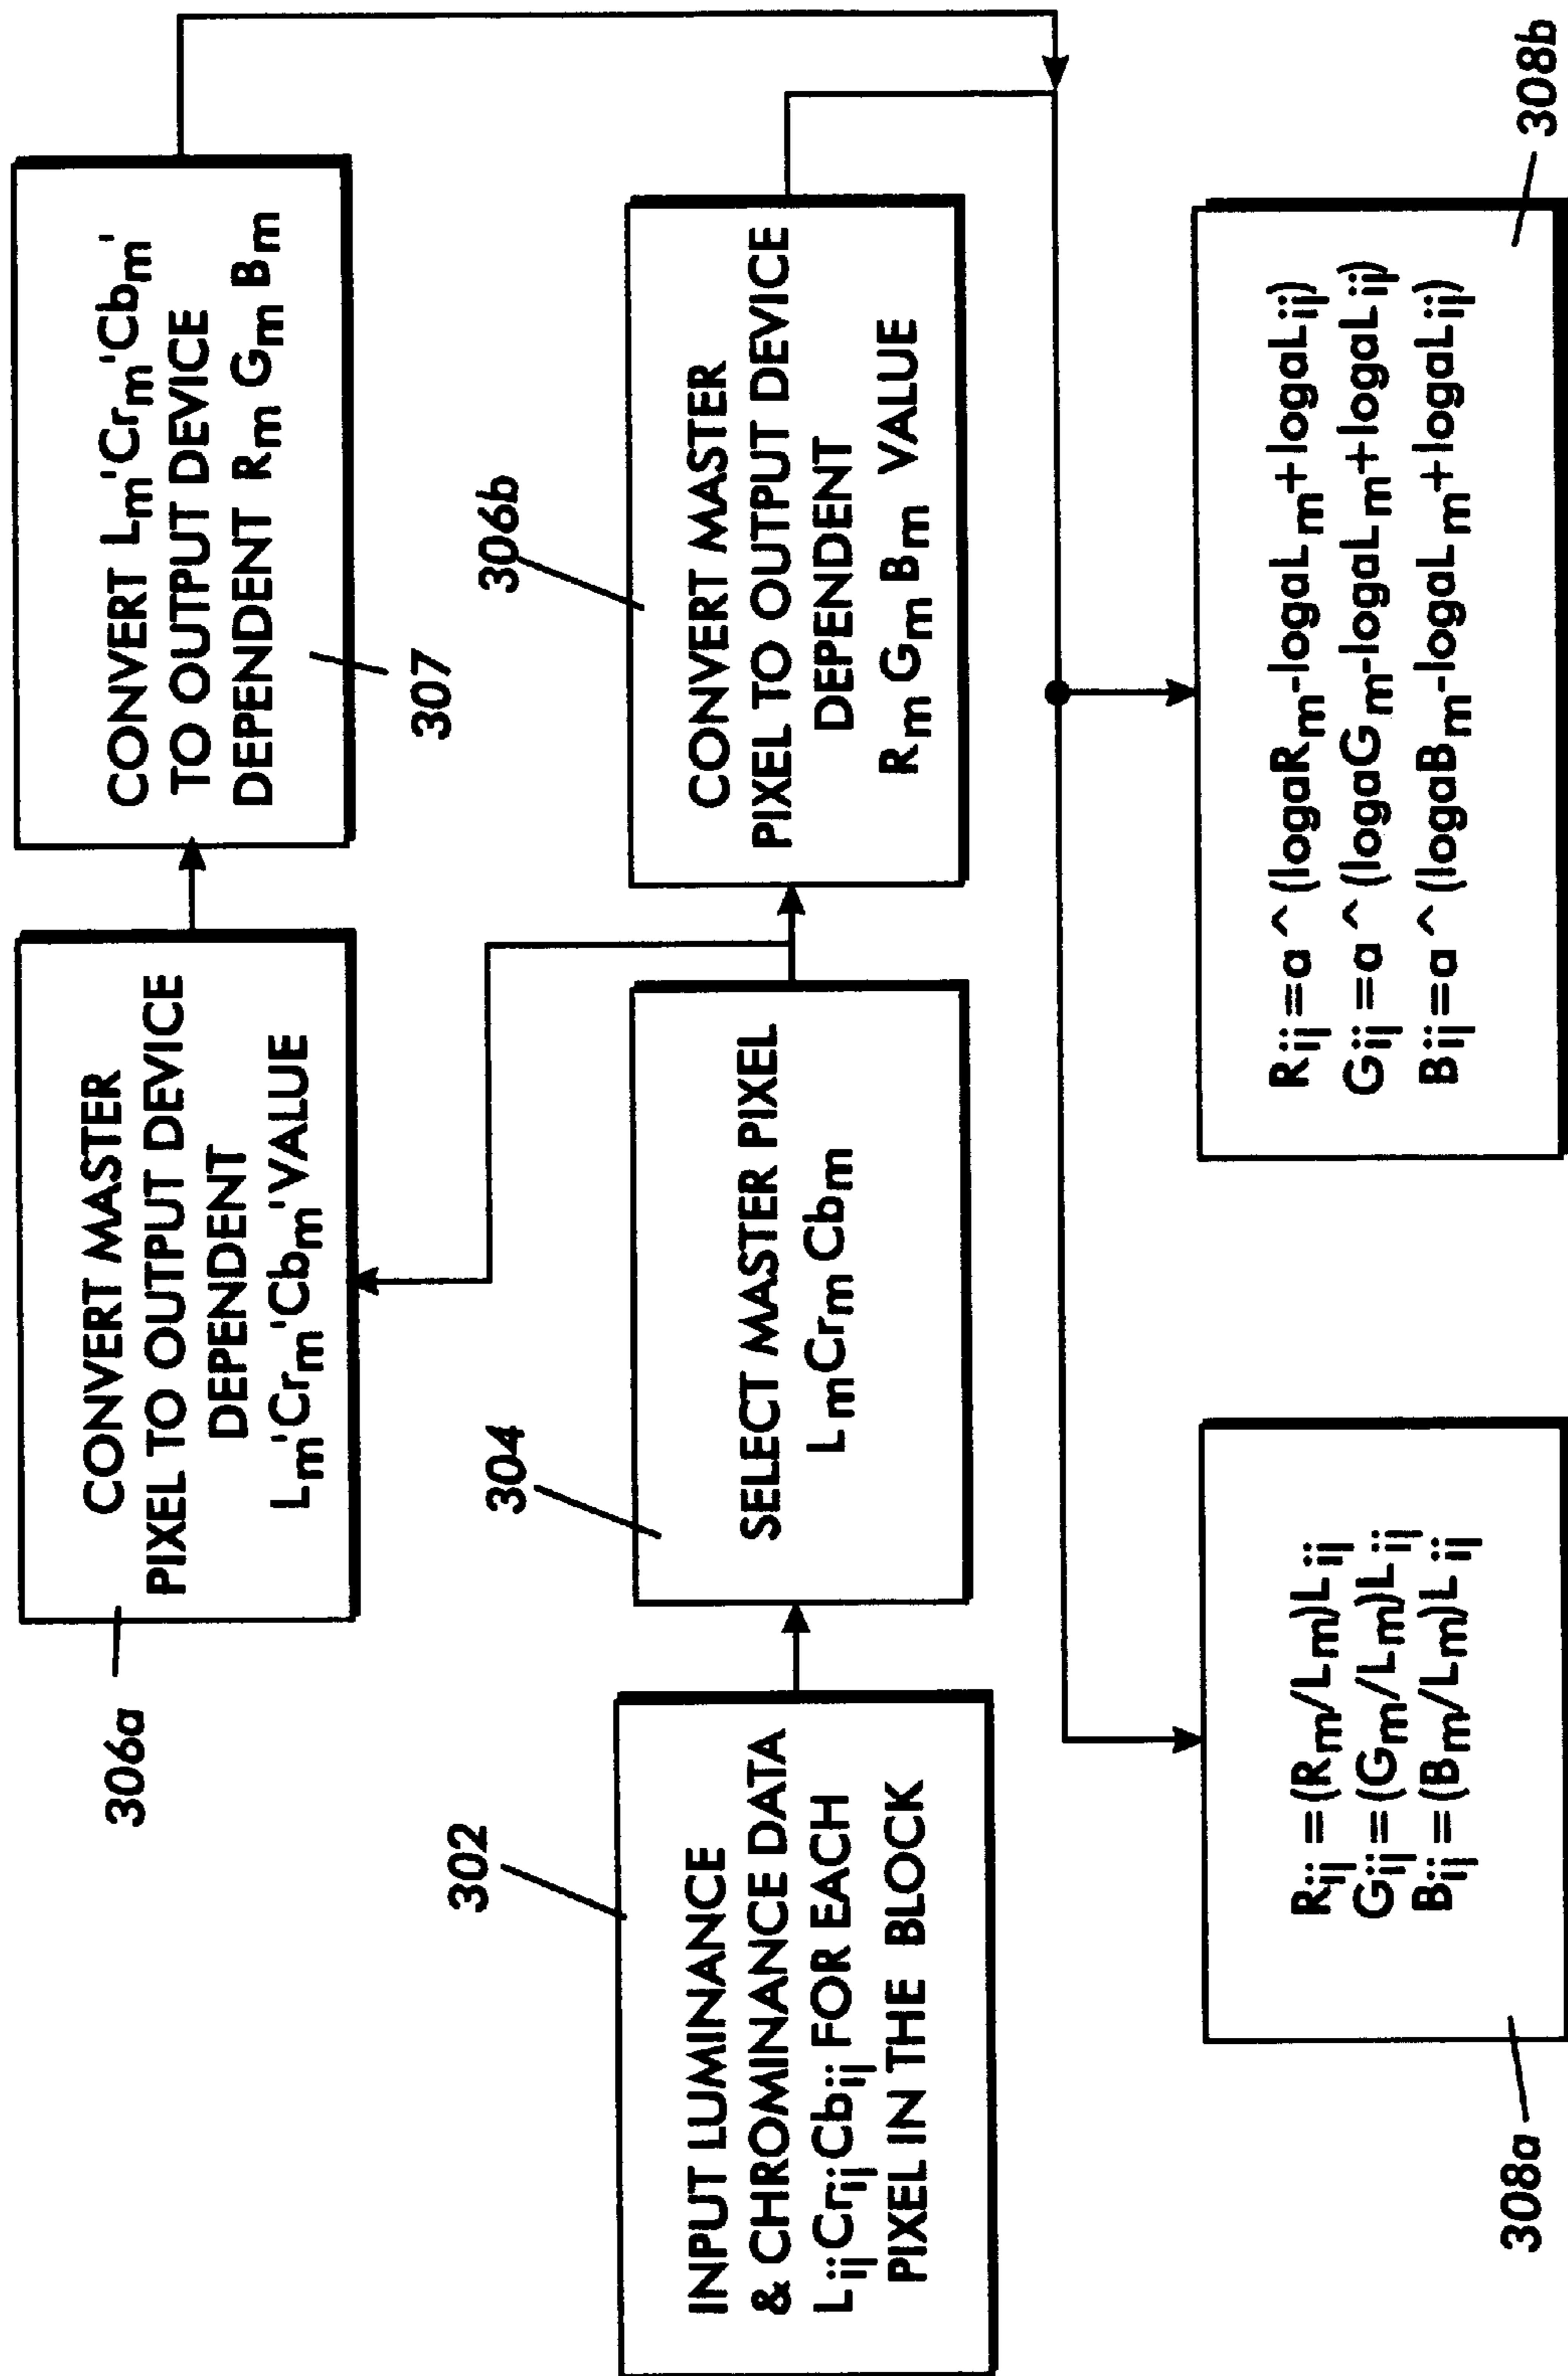 306a
CONVERT MASTER
PIXEL TO OUTPUT DEVICE
DEPENDENT
Lm'Crm'Cbm'VALUE
CONVERT Lm'Crm'Cbm'
TO OUTPUT DEVICE
DEPENDENT Rm Gm Bm
307
302
INPUT LUMINANCE
& CHROMINANCE DATA
LijCrijCbij FOR EACH
PIXEL IN THE BLOCK
304
SELECT MASTER PIXEL
LmCrmCbm
306b
CONVERT MASTER
PIXEL TO OUTPUT DEVICE
DEPENDENT
Rm Gm Bm VALUE
308a
Rij=(Rm/Lm)Lij
Gij=(Gm/Lm)Lij
Bij=(Bm/Lm)Lij
Rij=a^(logaRm-logaLm+logaLij)
Gij=a^(logaGm-logaLm+logaLij)
Bij=a^(logaBm-logaLm+logaLij)
308b